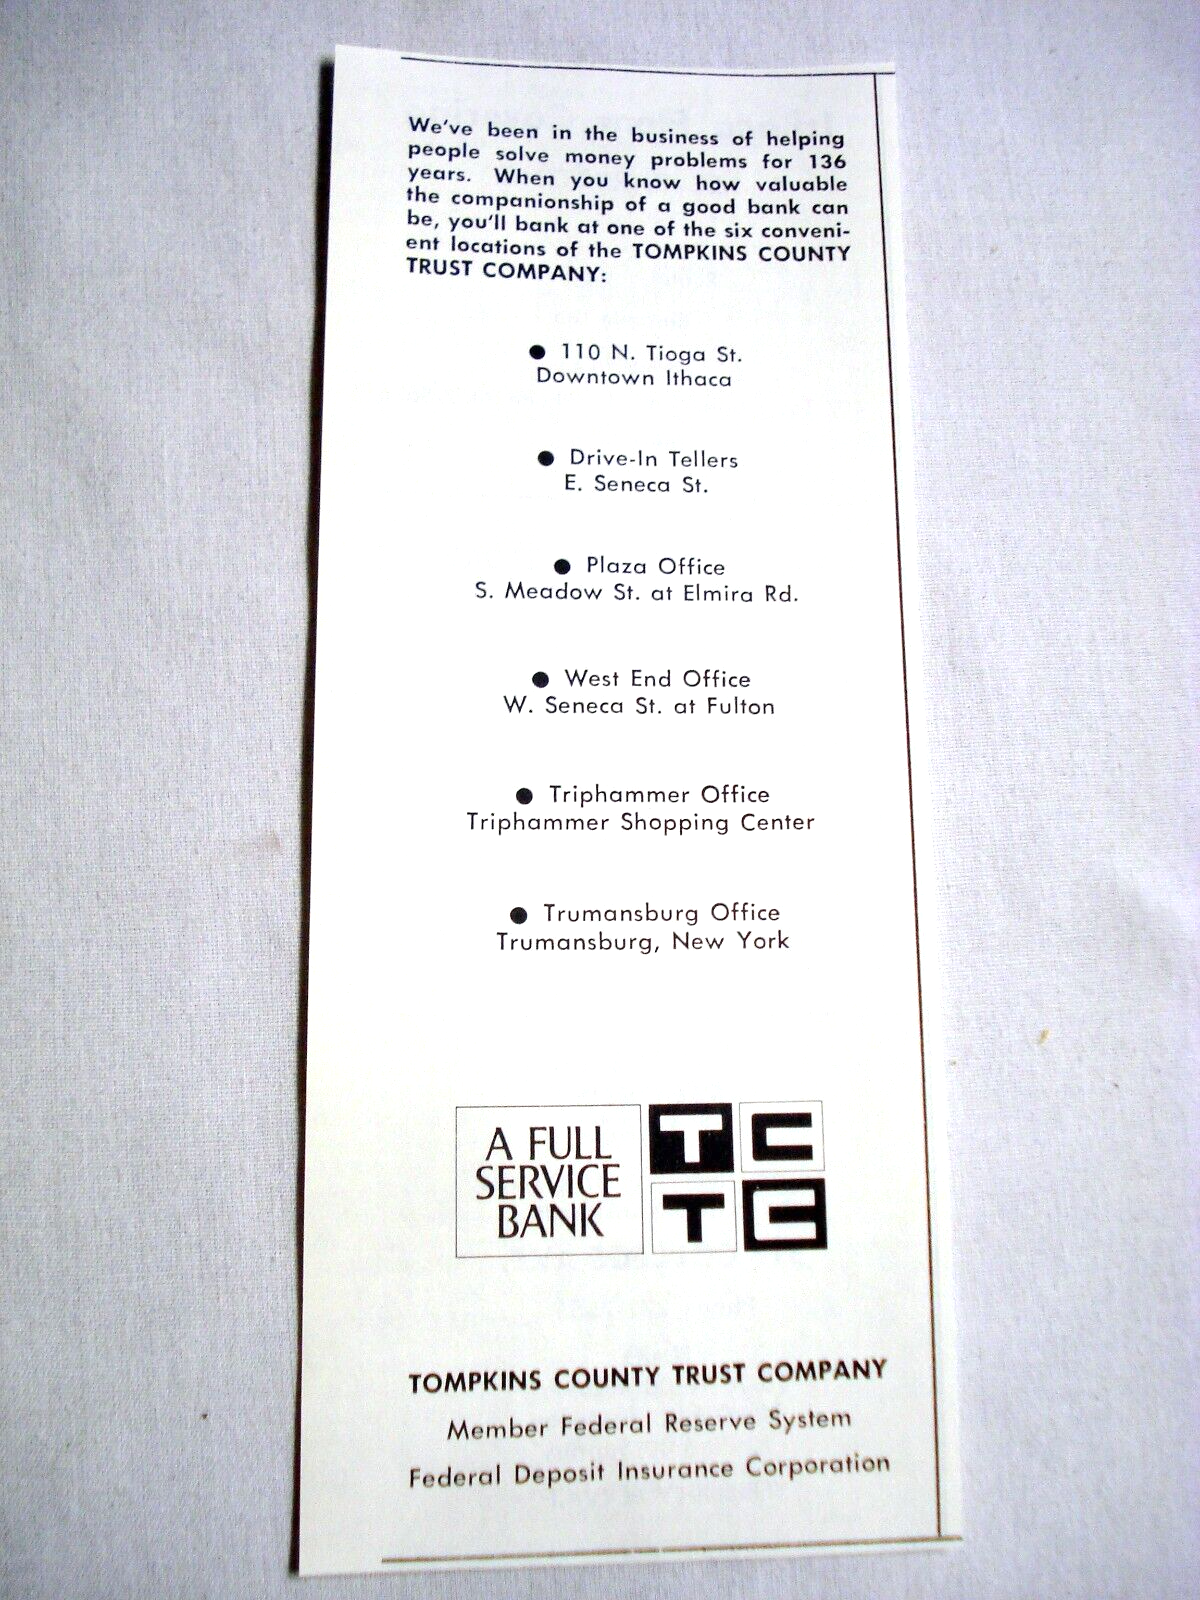 We've been in the business of helping
people solve money problems for 136
years. When you know how valuable
the companionship of a good bank can
be, you'll bank at one of the six conveni-
ent locations of the TOMPKINS COUNTY
TRUST COMPANY:
● 110 N. Tioga St.
Downtown Ithaca
● Drive-In Tellers
E. Seneca St.
● Plaza Office
S. Meadow St. at Elmira Rd.
● West End Office
W. Seneca St. at Fulton
● Triphammer Office
Triphammer Shopping Center
● Trumansburg Office
Trumansburg, New York
A FULL
SERVICE
BANK
TC
TC
TOMPKINS COUNTY TRUST COMPANY
Member Federal Reserve System
Federal Deposit Insurance Corporation